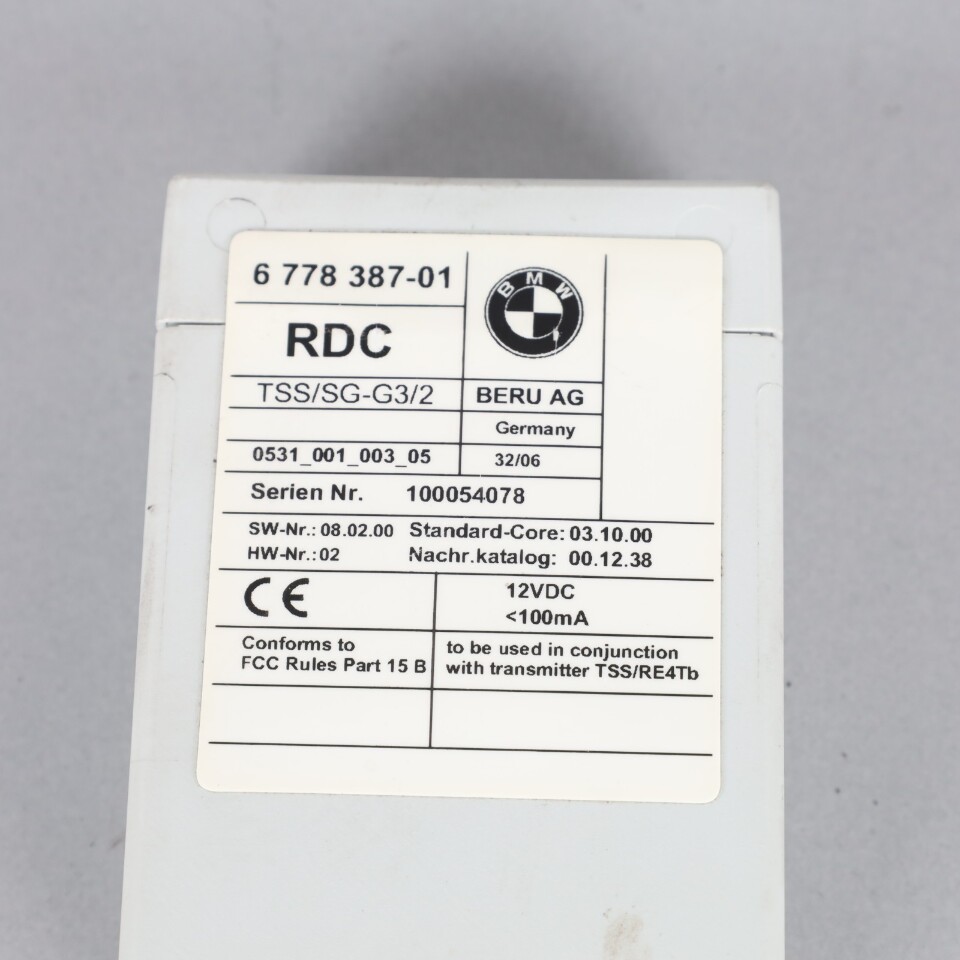 6 778 387-01
BMW
RDC
TSS/SG-G3/2
BERU AG
Germany
0531_001_003_05
32/06
Serien Nr. 100054078
SW-Nr.: 08.02.00 Standard-Core: 03.10.00
HW-Nr.: 02 Nachr.katalog: 00.12.38
CE
12VDC
<100mA
Conforms to
FCC Rules Part 15 B
to be used in conjunction
with transmitter TSS/RE4Tb